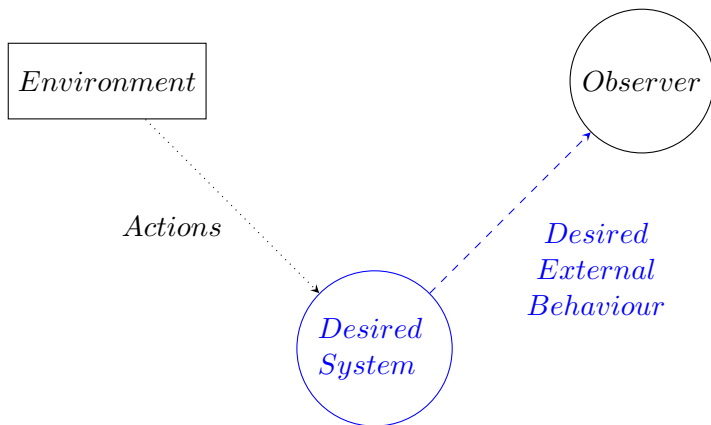 Environment
Observer
Actions
Desired
External
Behaviour
Desired
System